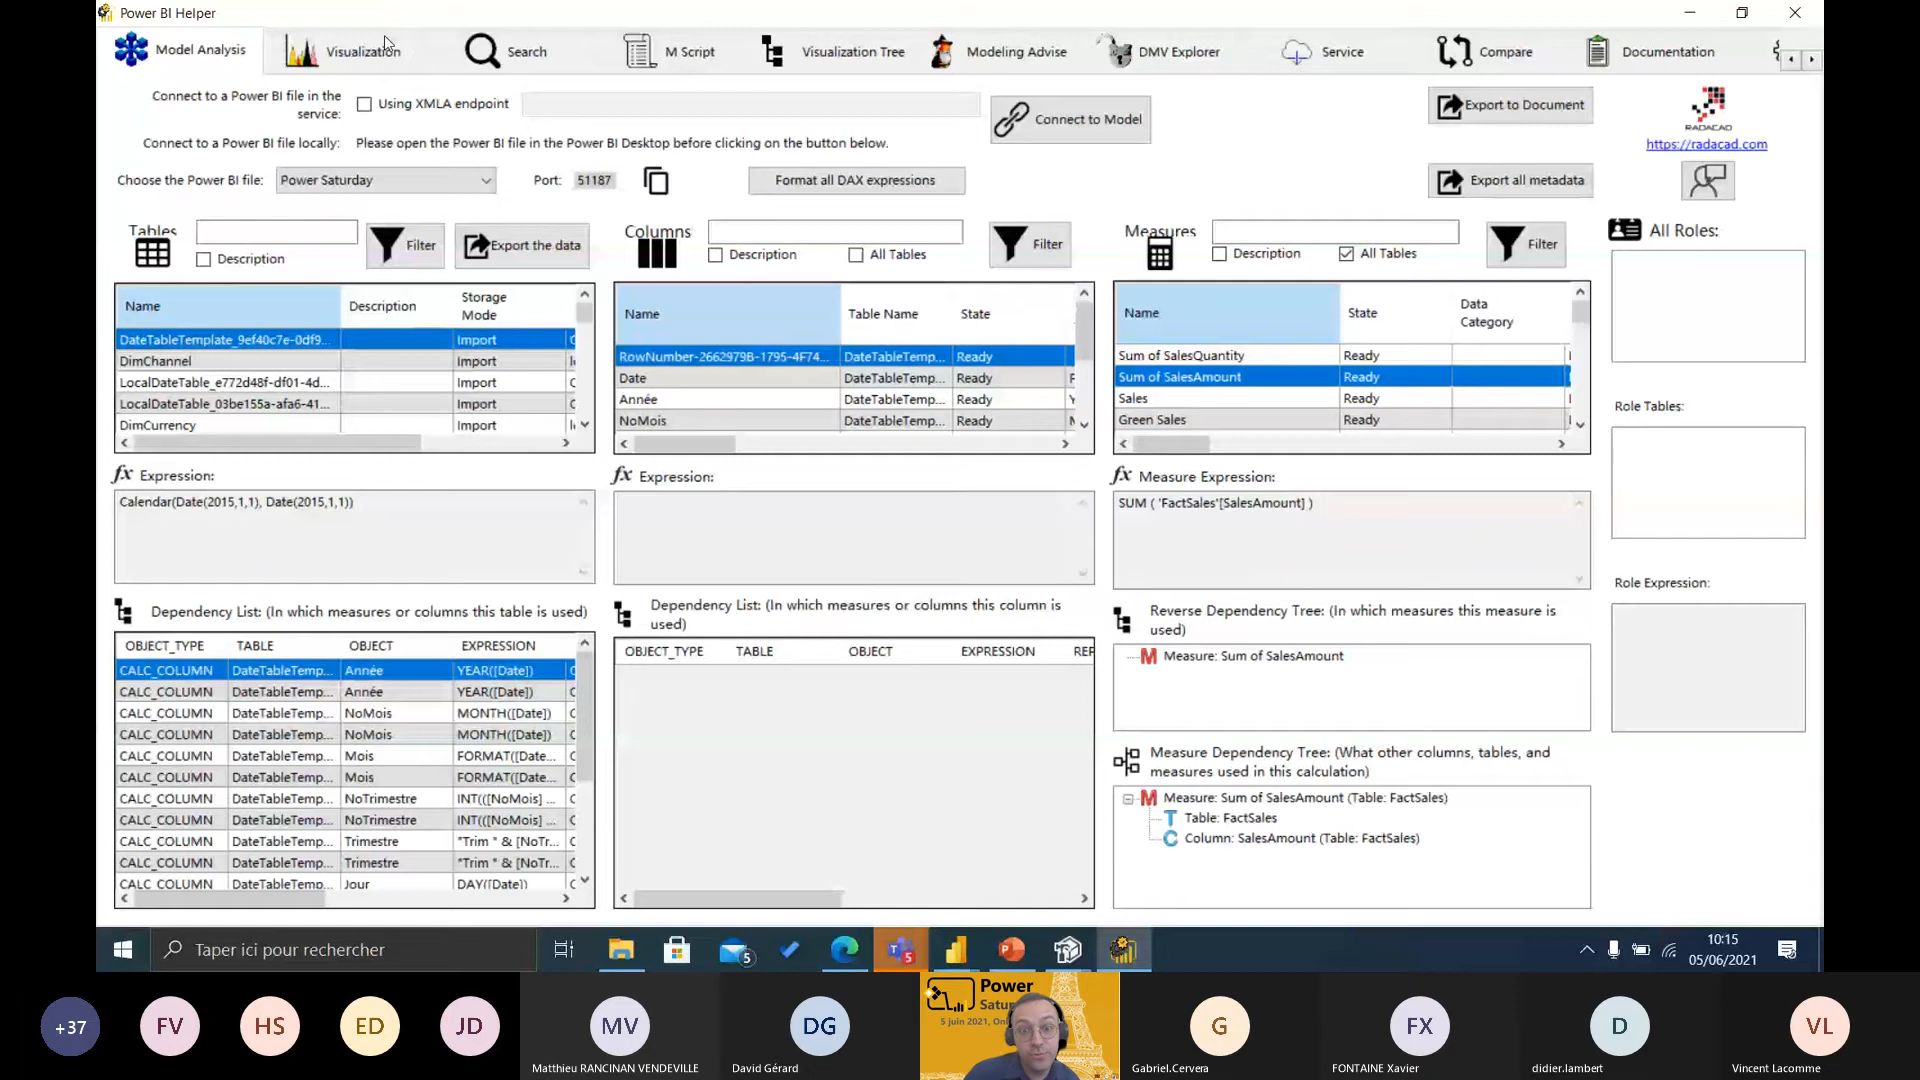 Power BI Helper
Model Analysis
Visualization
Search
M Script
Visualization Tree
Modeling Advise
DMV Explorer
Service
Compare
Documentation
Connect to a Power BI file in the
service:
Using XMLA endpoint
Connect to Model
Export to Document
RADACAD
https://radacad.com
Connect to a Power BI file locally:
Please open the Power BI file in the Power BI Desktop before clicking on the button below.
Choose the Power BI file:
Power Saturday
Port:
51187
Format all DAX expressions
Export all metadata
Tables
Description
Filter
Export the data
Columns
Description
All Tables
Filter
Measures
Description
All Tables
Filter
All Roles:
Name Description Storage
Mode
DateTableTemplate_9ef40c7e-0df9... Import
DimChannel Import
LocalDateTable_e772d48f-df01-4d... Import
LocalDateTable_03be155a-afa6-41... Import
DimCurrency Import
Name Table Name State
RowNumber-2662979B-1795-4F74... DateTableTemp... Ready
Date DateTableTemp... Ready
Année DateTableTemp... Ready
NoMois DateTableTemp... Ready
Name State Data
Category
Sum of SalesQuantity Ready
Sum of SalesAmount Ready
Sales Ready
Green Sales Ready
Role Tables:
fx Expression:
Calendar(Date(2015,1,1), Date(2015,1,1))
fx Expression:
fx Measure Expression:
SUM ( 'FactSales'[SalesAmount] )
Role Expression:
Dependency List: (In which measures or columns this table is used)
OBJECT_TYPE TABLE OBJECT EXPRESSION
CALC_COLUMN DateTableTemp... Année YEAR([Date])
CALC_COLUMN DateTableTemp... Année YEAR([Date])
CALC_COLUMN DateTableTemp... NoMois MONTH([Date])
CALC_COLUMN DateTableTemp... NoMois MONTH([Date])
CALC_COLUMN DateTableTemp... Mois FORMAT([Date...
CALC_COLUMN DateTableTemp... Mois FORMAT([Date...
CALC_COLUMN DateTableTemp... NoTrimestre INT(([NoMois] ...
CALC_COLUMN DateTableTemp... NoTrimestre INT(([NoMois] ...
CALC_COLUMN DateTableTemp... Trimestre "Trim " & [NoTr...
CALC_COLUMN DateTableTemp... Trimestre "Trim " & [NoTr...
CALC_COLUMN DateTableTemp... Jour DAY([Date])
Dependency List: (In which measures or columns this column is
used)
OBJECT_TYPE TABLE OBJECT EXPRESSION REF
Reverse Dependency Tree: (In which measures this measure is
used)
M Measure: Sum of SalesAmount
Measure Dependency Tree: (What other columns, tables, and
measures used in this calculation)
M Measure: Sum of SalesAmount (Table: FactSales)
T Table: FactSales
C Column: SalesAmount (Table: FactSales)
Taper ici pour rechercher
5
5
10:15
05/06/2021
+37
FV
HS
ED
JD
MV
Matthieu RANCINAN VENDEVILLE
DG
David Gérard
Power
5 juin 2021,
G
Gabriel.Cervera
FX
FONTAINE Xavier
D
didier.lambert
VL
Vincent Lacomme